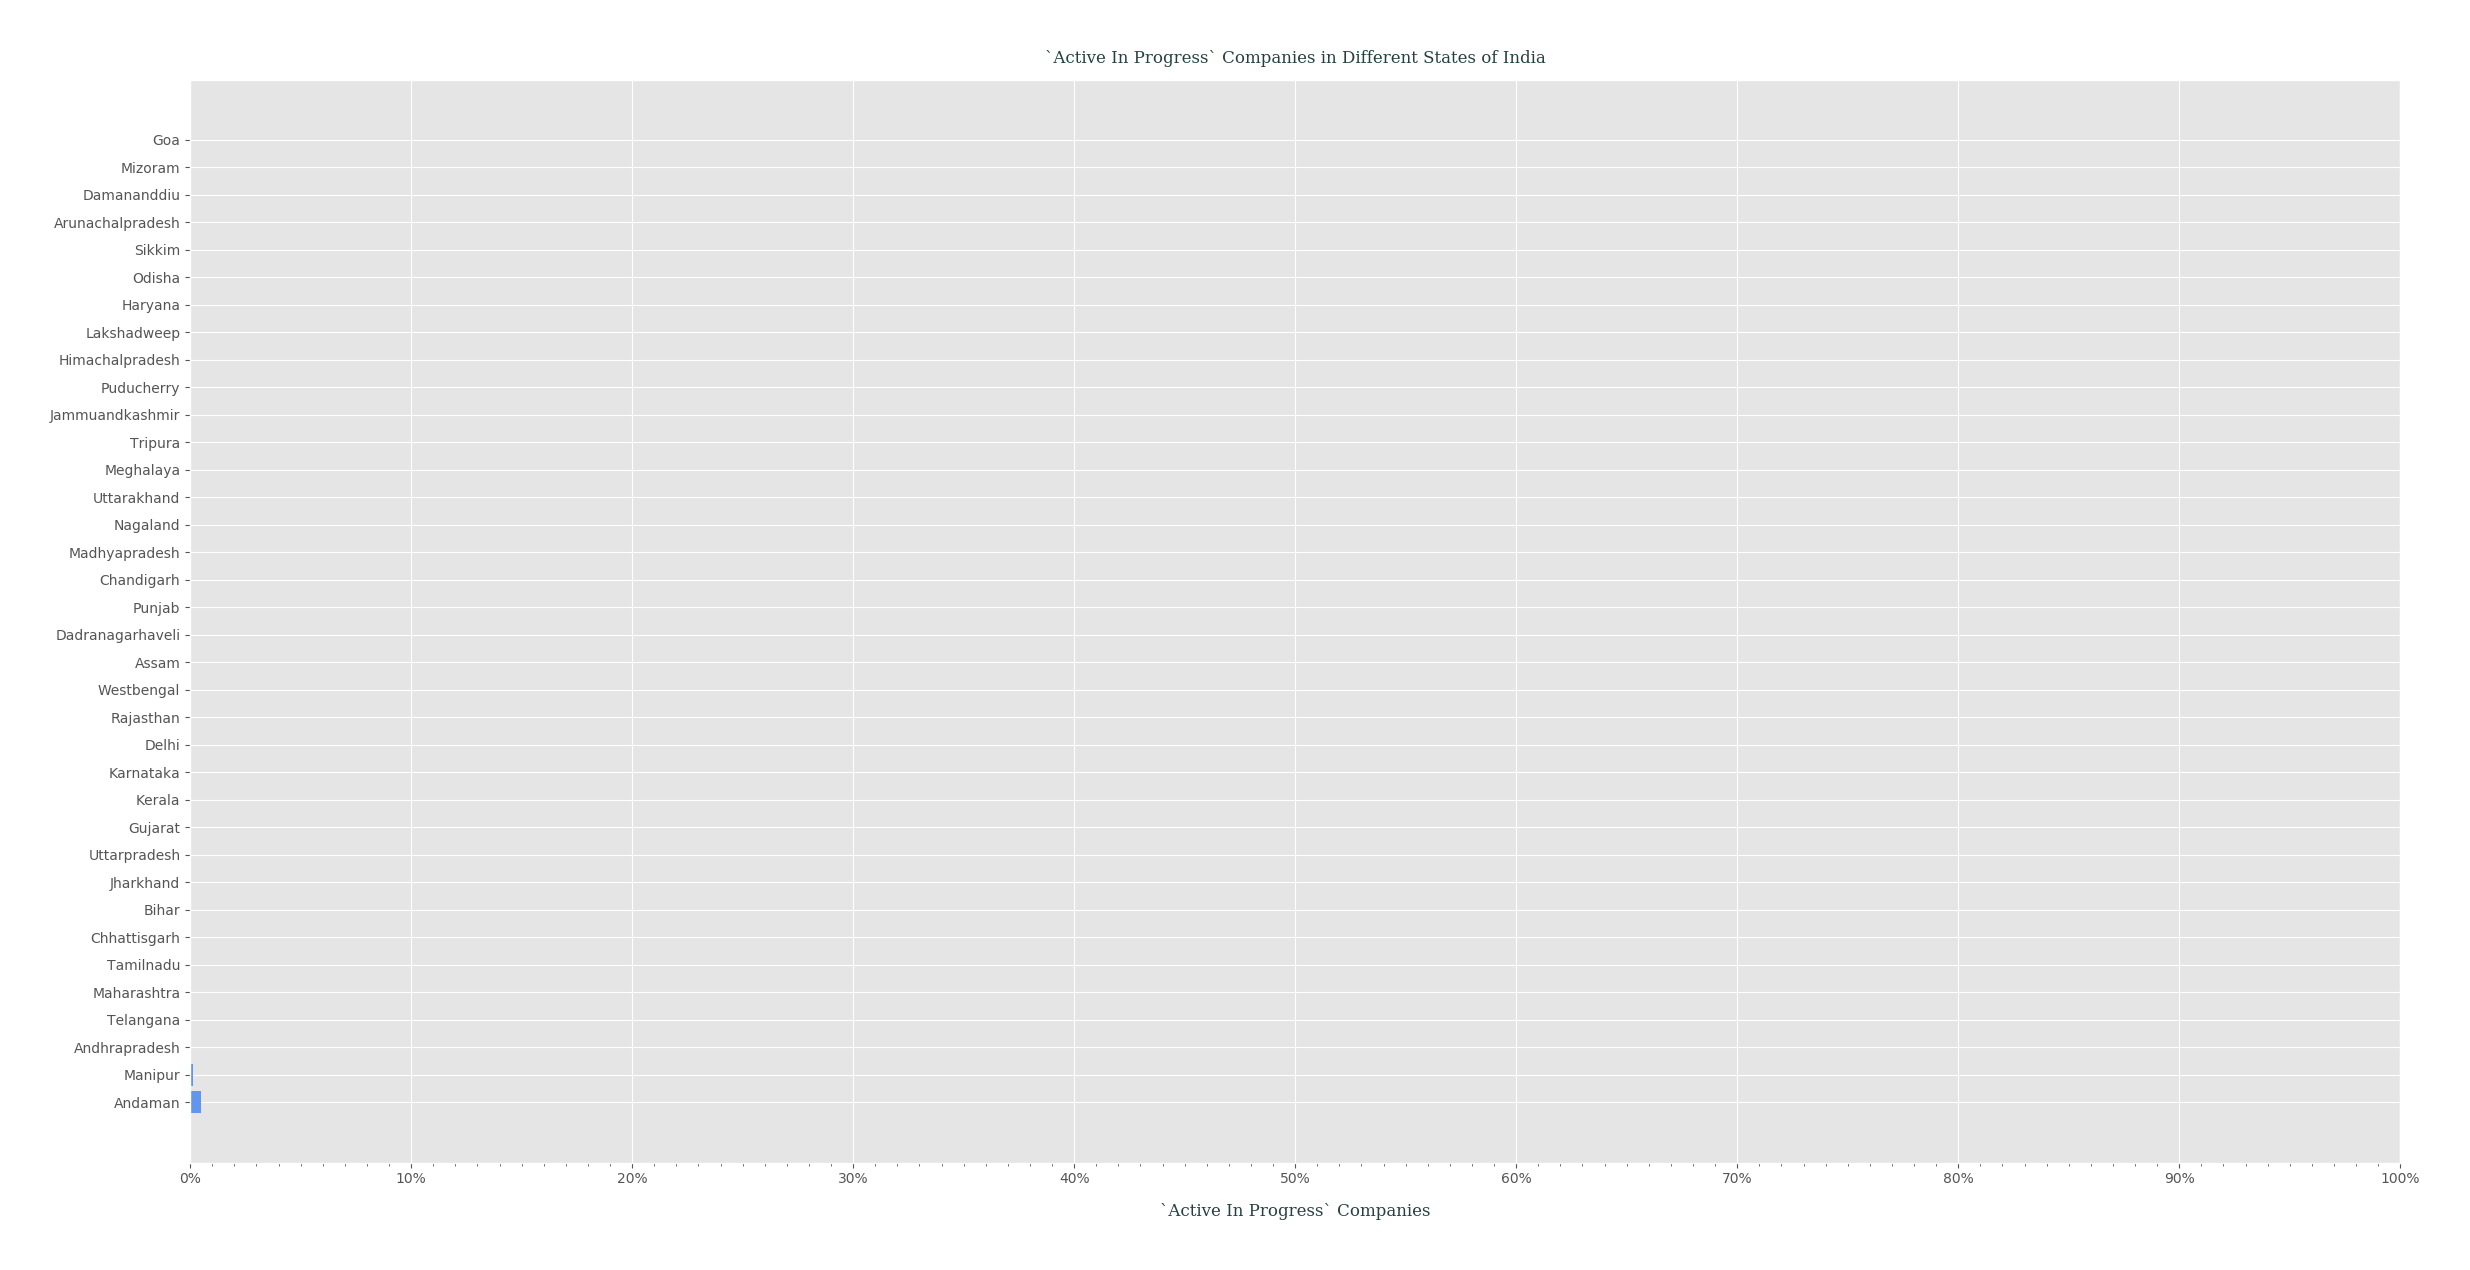 `Active In Progress` Companies in Different States of India
Goa
Mizoram
Damananddiu
Arunachalpradesh
Sikkim
Odisha
Haryana
Lakshadweep
Himachalpradesh
Puducherry
Jammuandkashmir
Tripura
Meghalaya
Uttarakhand
Nagaland
Madhyapradesh
Chandigarh
Punjab
Dadranagarhaveli
Assam
Westbengal
Rajasthan
Delhi
Karnataka
Kerala
Gujarat
Uttarpradesh
Jharkhand
Bihar
Chhattisgarh
Tamilnadu
Maharashtra
Telangana
Andhrapradesh
Manipur
Andaman
0% 10% 20% 30% 40% 50% 60% 70% 80% 90% 100%
`Active In Progress` Companies